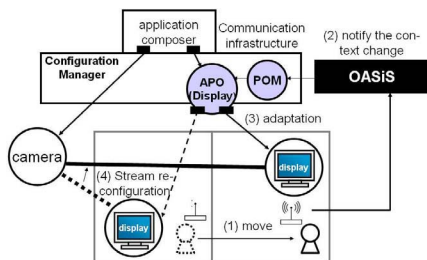 application
composer
Communication
infrastructure
(2) notify the con-
text change
Configuration
Manager
APO
(Display)
POM
OASiS
(3) adaptation
camera
display
(4) Stream re-
configuration
display
(1) move